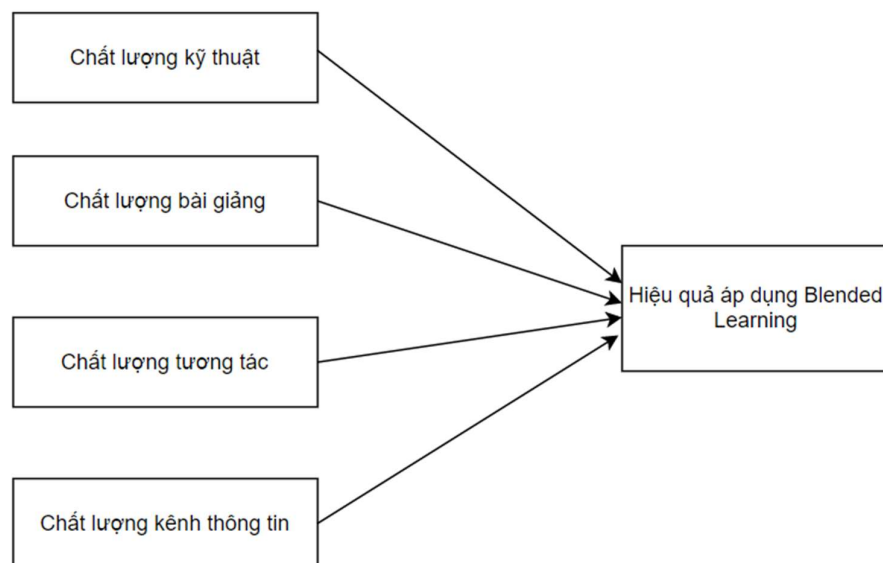 Chất lượng kỹ thuật
Chất lượng bài giảng
Chất lượng tương tác
Chất lượng kênh thông tin
Hiệu quả áp dụng Blended
Learning